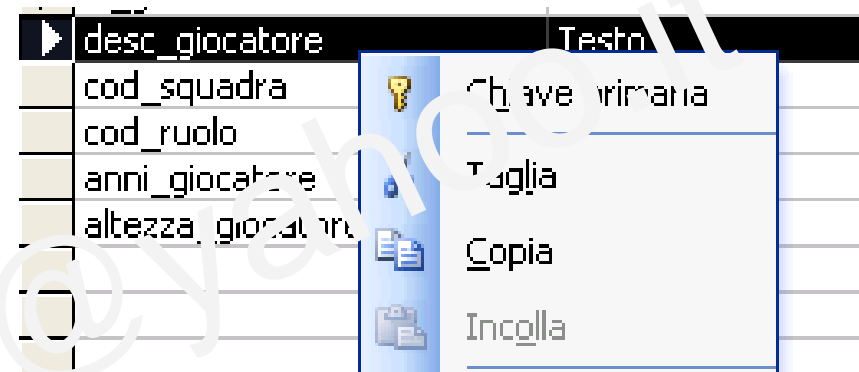 desc_giocatore Testo
cod_squadra
cod_ruolo
anni_giocatore
altezza_giocatore
Chiave primaria
Taglia
Copia
Incolla
@yahoo.it